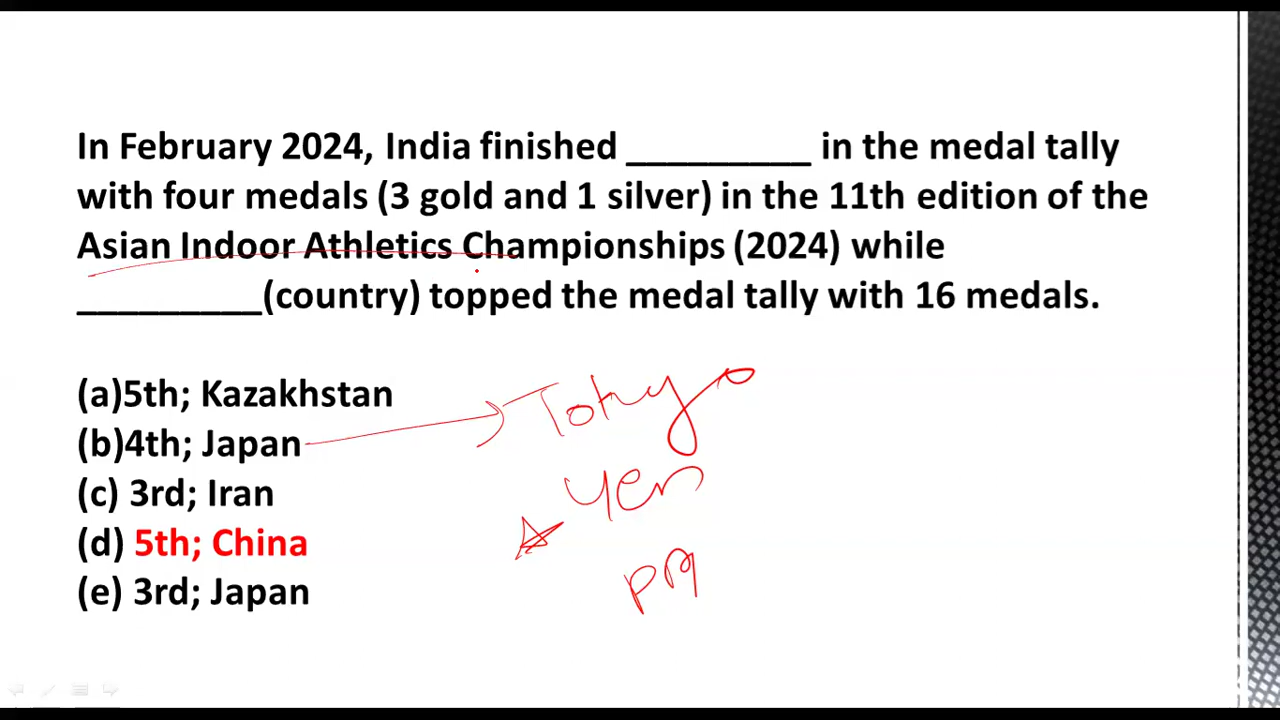 In February 2024, India finished _________ in the medal tally
with four medals (3 gold and 1 silver) in the 11th edition of the
Asian Indoor Athletics Championships (2024) while
_________(country) topped the medal tally with 16 medals.
(a)5th; Kazakhstan
(b)4th; Japan
(c) 3rd; Iran
(d) 5th; China
(e) 3rd; Japan
Tokyo
Yen
PM